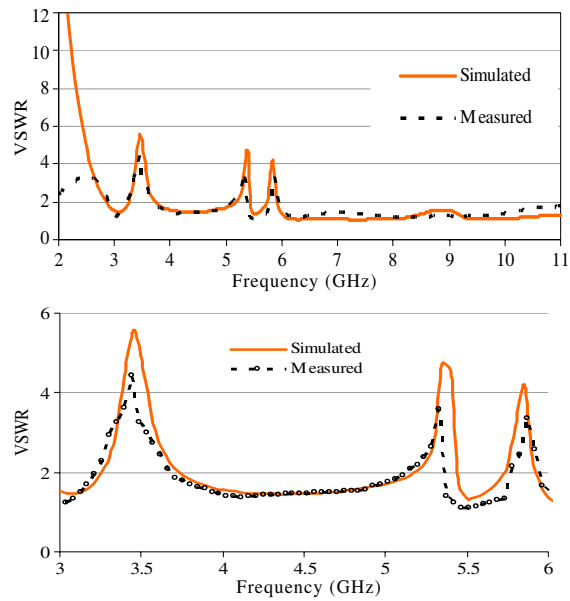 12
10
8
6
4
2
0
VSWR
Simulated
Measured
2 3 4 5 6 7 8 9 10 11
Frequency (GHz)
6
4
2
0
VSWR
Simulated
Measured
3 3.5 4 4.5 5 5.5 6
Frequency (GHz)